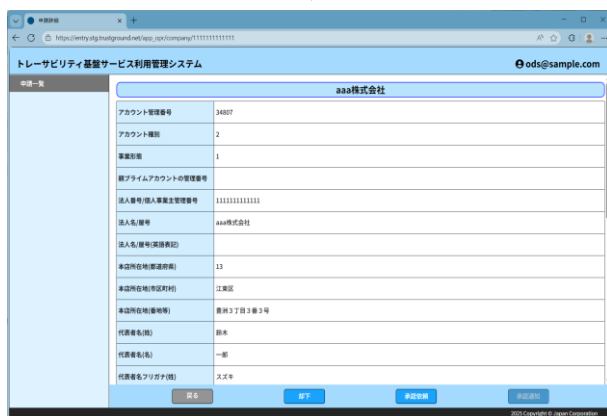 申請詳細
https://entry.stg.trustground.net/app_opr/company/1111111111111
トレーサビリティ基盤サービス利用管理システム
ods@sample.com
申請一覧
aaa株式会社
アカウント管理番号 34807
アカウント種別 2
事業形態 1
親プライムアカウントの管理番号
法人番号/個人事業主管理番号 1111111111111
法人名/屋号 aaa株式会社
法人名/屋号(英語表記)
本店所在地(都道府県) 13
本店所在地(市区町村) 江東区
本店所在地(番地等) 豊洲3丁目3番3号
代表者名(姓) 鈴木
代表者名(名) 一郎
代表者名フリガナ(姓) スズキ
戻る 却下 承認依頼 承認通知
2025 Copyright © Japan Corporation